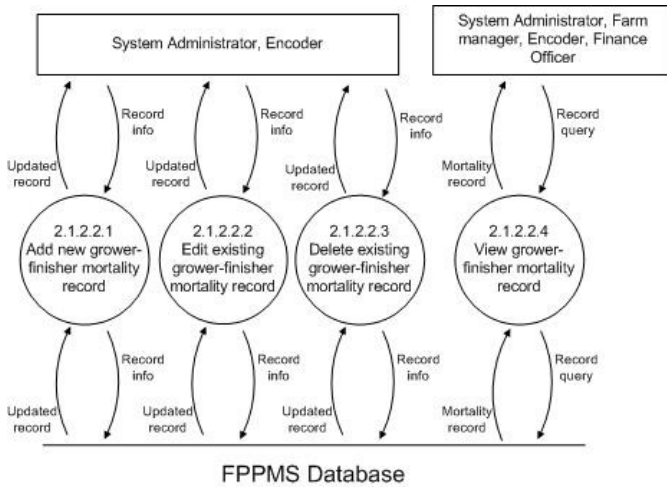 System Administrator, Encoder
System Administrator, Farm
manager, Encoder, Finance
Officer
Record
info
Updated
record
Record
info
Updated
record
Record
info
Updated
record
Record
query
Mortality
record
2.1.2.2.1
Add new grower-
finisher mortality
record
2.1.2.2.2
Edit existing
grower-finisher
mortality record
2.1.2.2.3
Delete existing
grower-finisher
mortality record
2.1.2.2.4
View grower-
finisher mortality
record
Record
info
Updated
record
Record
info
Updated
record
Record
info
Updated
record
Record
query
Mortality
record
FPPMS Database